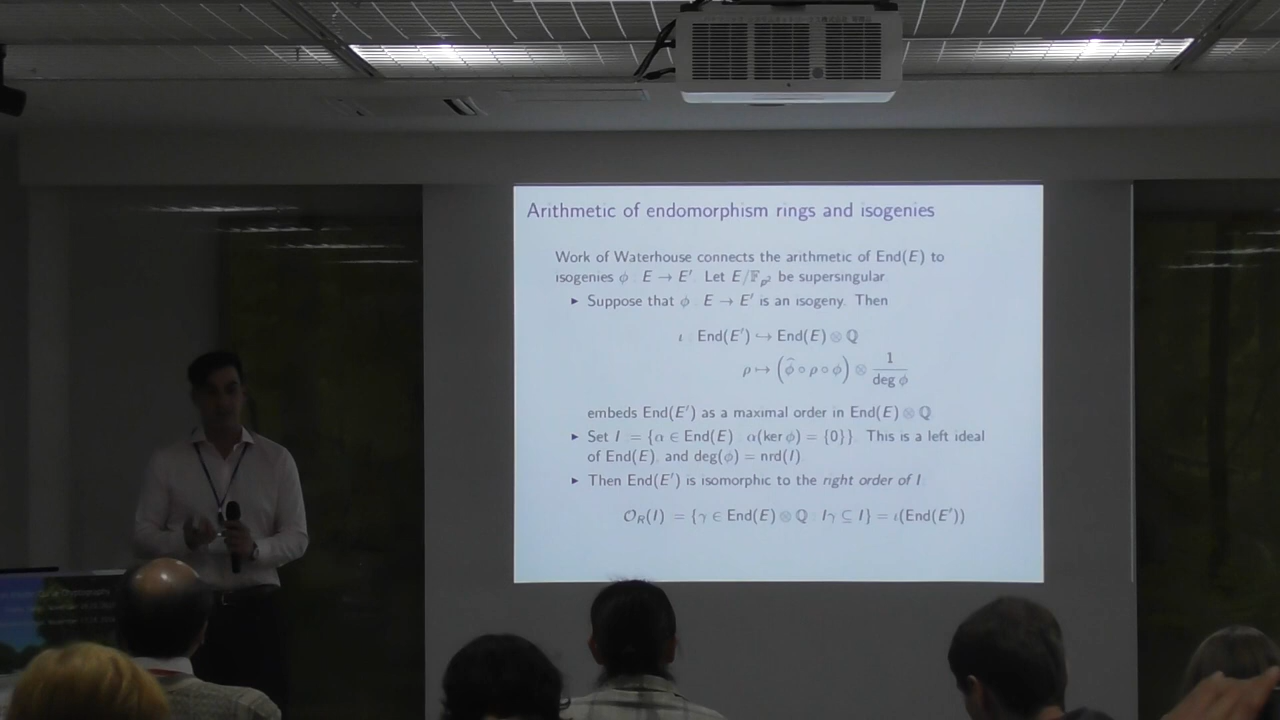 Arithmetic of endomorphism rings and isogenies
Work of Waterhouse connects the arithmetic of End(E) to
isogenies ϕ : E → E′. Let E/𝔽_{p²} be supersingular.
▸ Suppose that ϕ : E → E′ is an isogeny. Then
ι : End(E′) ↪ End(E) ⊗ ℚ
ρ ↦ (ϕ̂ ∘ ρ ∘ ϕ) ⊗ 1/deg ϕ
embeds End(E′) as a maximal order in End(E) ⊗ ℚ.
▸ Set I := {α ∈ End(E) : α(ker ϕ) = {0}}. This is a left ideal
of End(E), and deg(ϕ) = nrd(I).
▸ Then End(E′) is isomorphic to the right order of I:
𝒪_R(I) := {γ ∈ End(E) ⊗ ℚ : Iγ ⊆ I} = ι(End(E′))